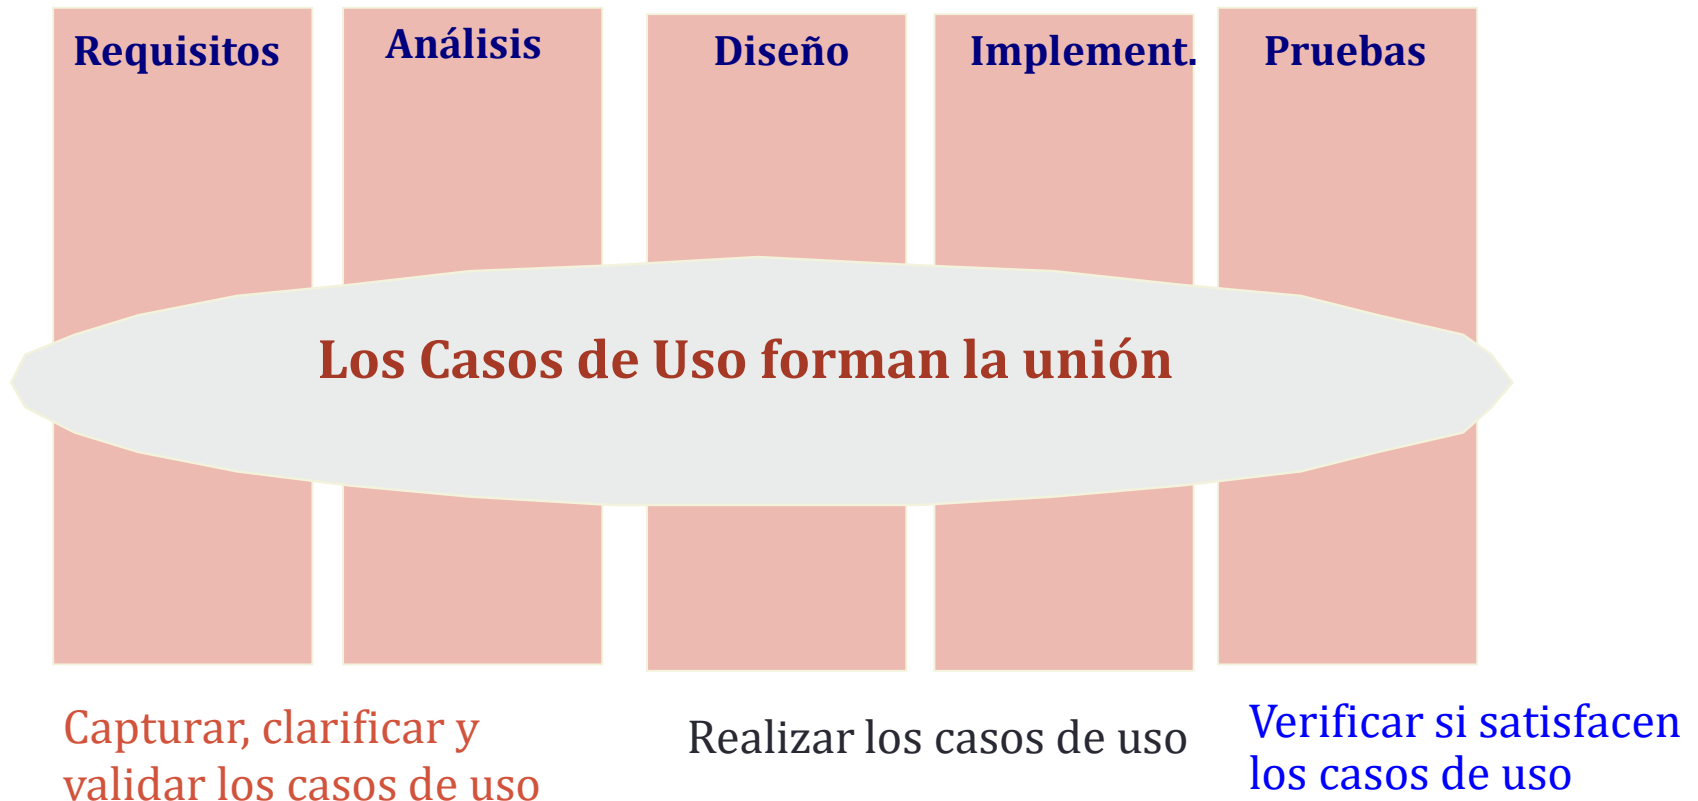 Requisitos
Análisis
Diseño
Implement.
Pruebas
Los Casos de Uso forman la unión
Capturar, clarificar y
validar los casos de uso
Realizar los casos de uso
Verificar si satisfacen
los casos de uso